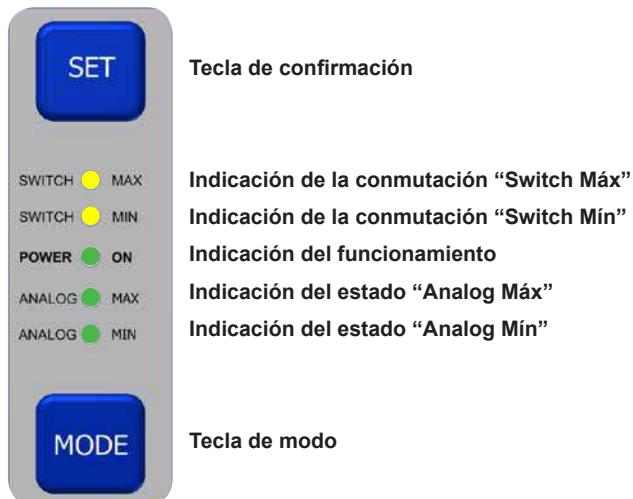 SET Tecla de confirmación
SWITCH MAX Indicación de la conmutación “Switch Máx”
SWITCH MIN Indicación de la conmutación “Switch Mín”
POWER ON Indicación del funcionamiento
ANALOG MAX Indicación del estado “Analog Máx”
ANALOG MIN Indicación del estado “Analog Mín”
MODE Tecla de modo